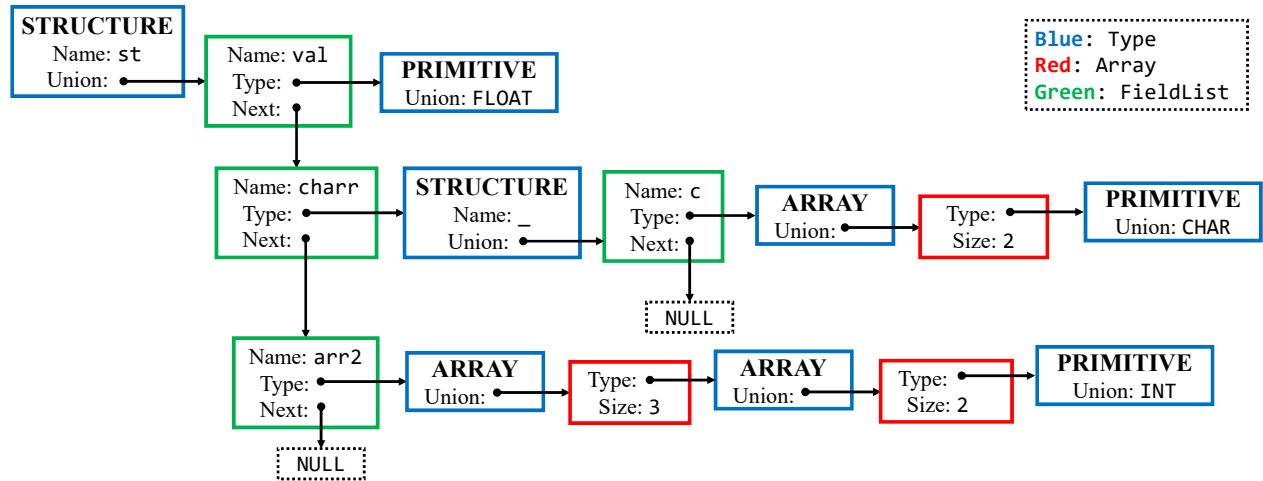 STRUCTURE
Name: st
Union:
Name: val
Type:
Next:
PRIMITIVE
Union: FLOAT
Blue: Type
Red: Array
Green: FieldList
Name: charr
Type:
Next:
STRUCTURE
Name: _
Union:
Name: c
Type:
Next:
ARRAY
Union:
Type:
Size: 2
PRIMITIVE
Union: CHAR
NULL
Name: arr2
Type:
Next:
ARRAY
Union:
Type:
Size: 3
ARRAY
Union:
Type:
Size: 2
PRIMITIVE
Union: INT
NULL